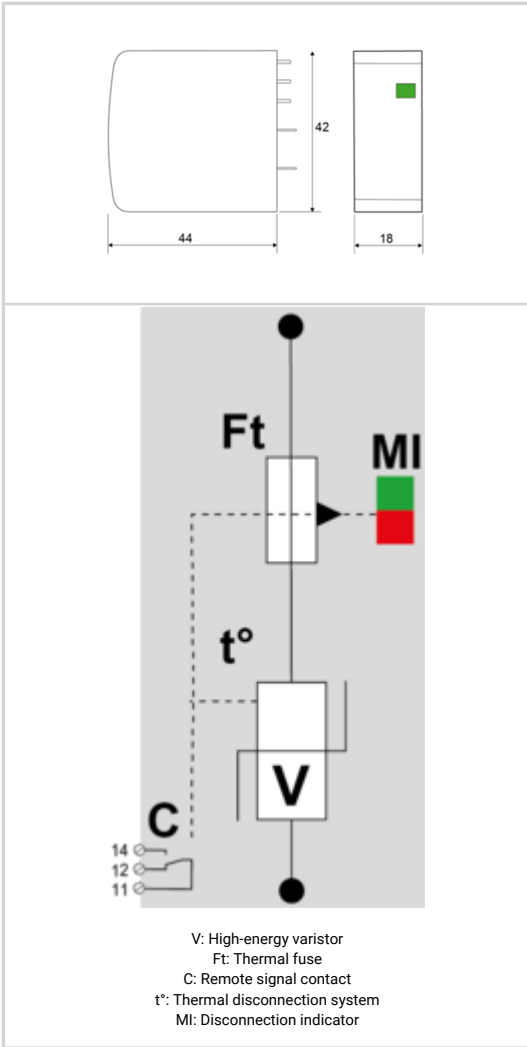 42
44
18
Ft
MI
t°
V
C
14
12
11
V: High-energy varistor
Ft: Thermal fuse
C: Remote signal contact
t°: Thermal disconnection system
MI: Disconnection indicator